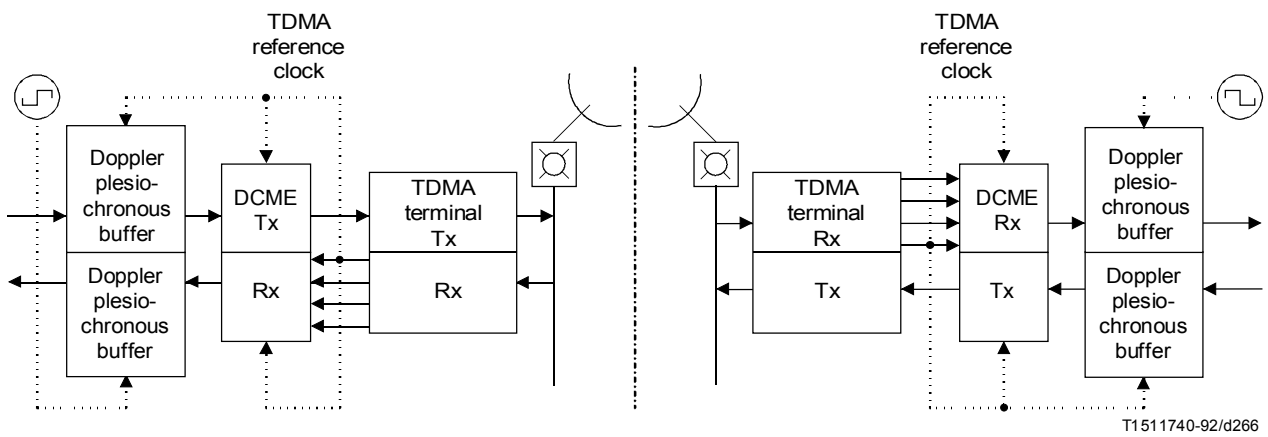 TDMA
reference
clock
Doppler
plesio-
chronous
buffer
DCME
Tx
TDMA
terminal
Tx
Doppler
plesio-
chronous
buffer
Rx
Rx
TDMA
reference
clock
TDMA
terminal
Rx
DCME
Rx
Doppler
plesio-
chronous
buffer
Tx
Tx
Doppler
plesio-
chronous
buffer
T1511740-92/d266